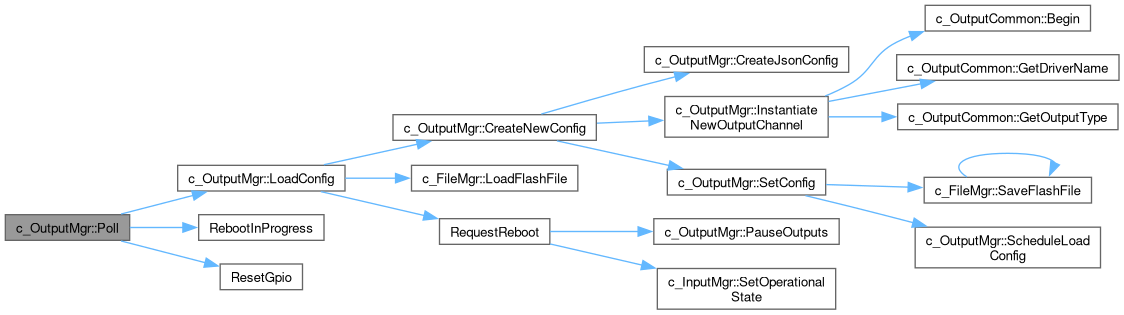 c_OutputMgr::Poll
c_OutputMgr::LoadConfig
RebootInProgress
ResetGpio
c_OutputMgr::CreateNewConfig
c_FileMgr::LoadFlashFile
RequestReboot
c_OutputMgr::CreateJsonConfig
c_OutputMgr::Instantiate
NewOutputChannel
c_OutputMgr::SetConfig
c_OutputMgr::PauseOutputs
c_InputMgr::SetOperational
State
c_OutputCommon::Begin
c_OutputCommon::GetDriverName
c_OutputCommon::GetOutputType
c_FileMgr::SaveFlashFile
c_OutputMgr::ScheduleLoad
Config